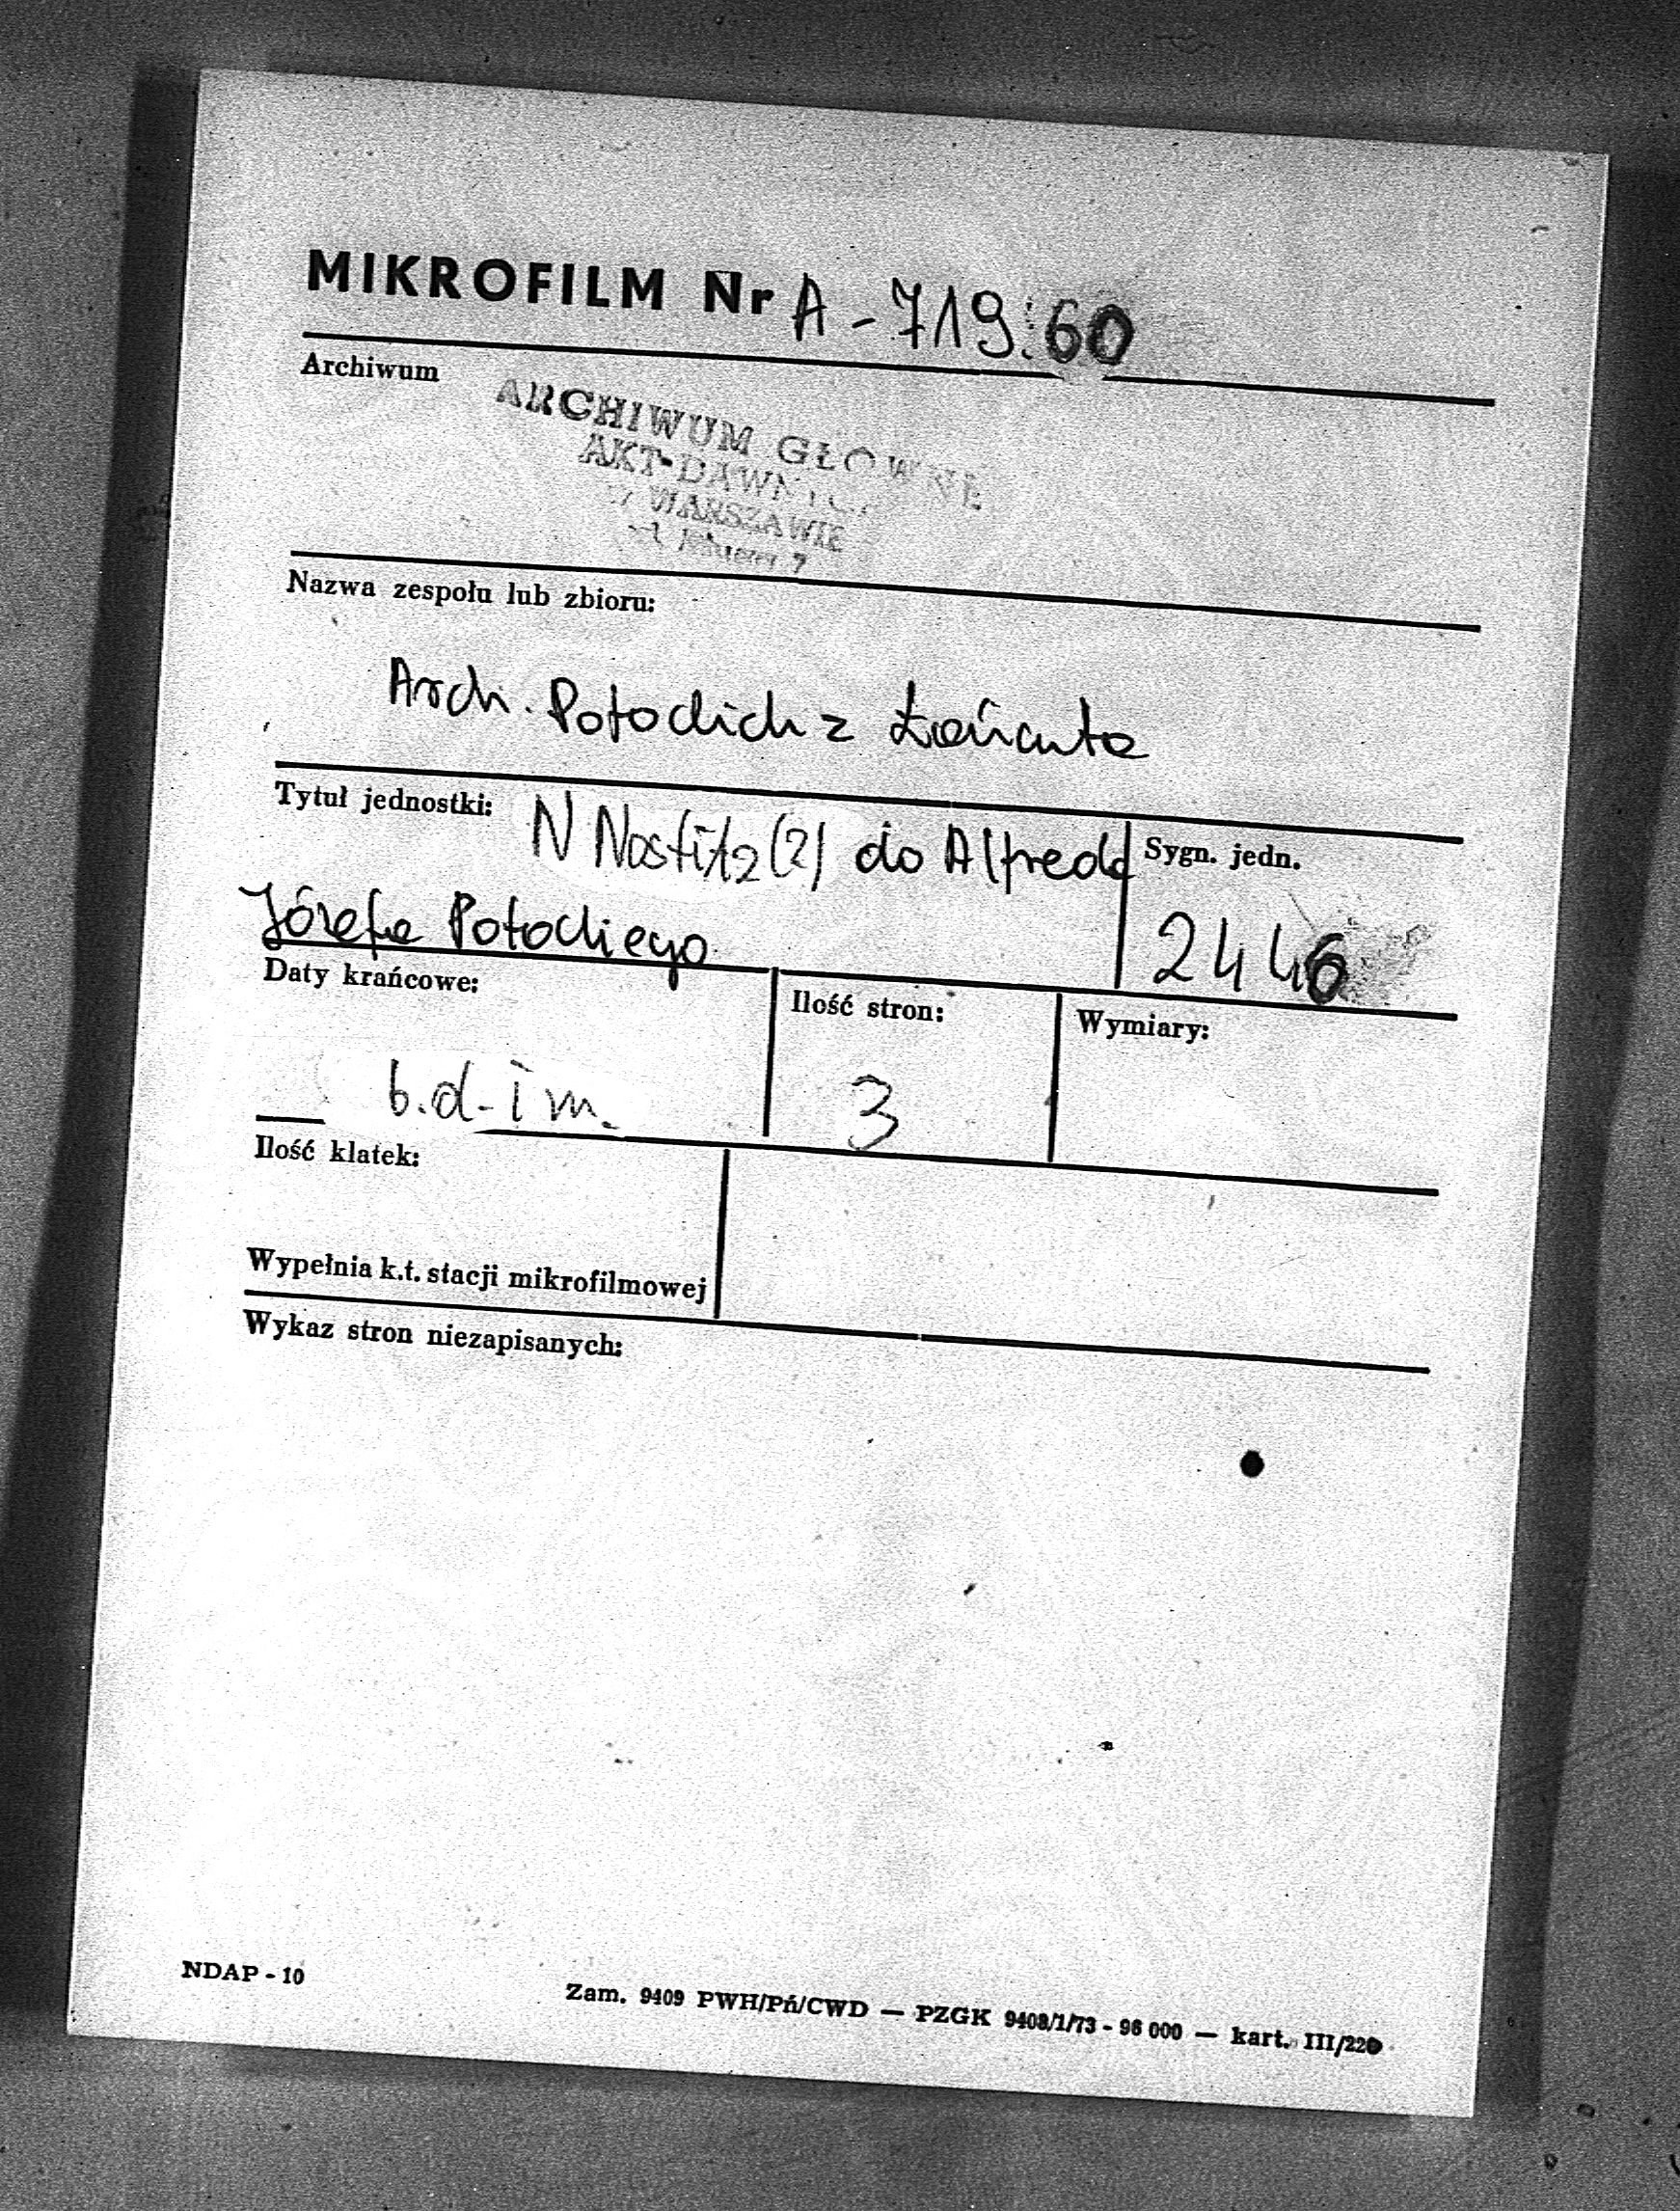 MIKROFILM Nr A-719:60
Archiwum
ARCHIWUM GŁOWNE
AKT DAWNYCH
W WARSZAWIE
7
Nazwa zespołu lub zbioru:
Arch. Potockich z Łańcuta
Tytuł jednostki: N Nostitz (?) do Alfreda
Sygn. jedn.
Józefa Potockiego
2446
Daty krańcowe:
Ilość stron:
Wymiary:
b.d. i m.
3
Ilość klatek:
Wypełnia k.t. stacji mikrofilmowej
Wykaz stron niezapisanych:
NDAP - 10
Zam. 9409 PWH/Pń/CWD — PZGK 9408/1/73 - 96 000 — kart. III/220